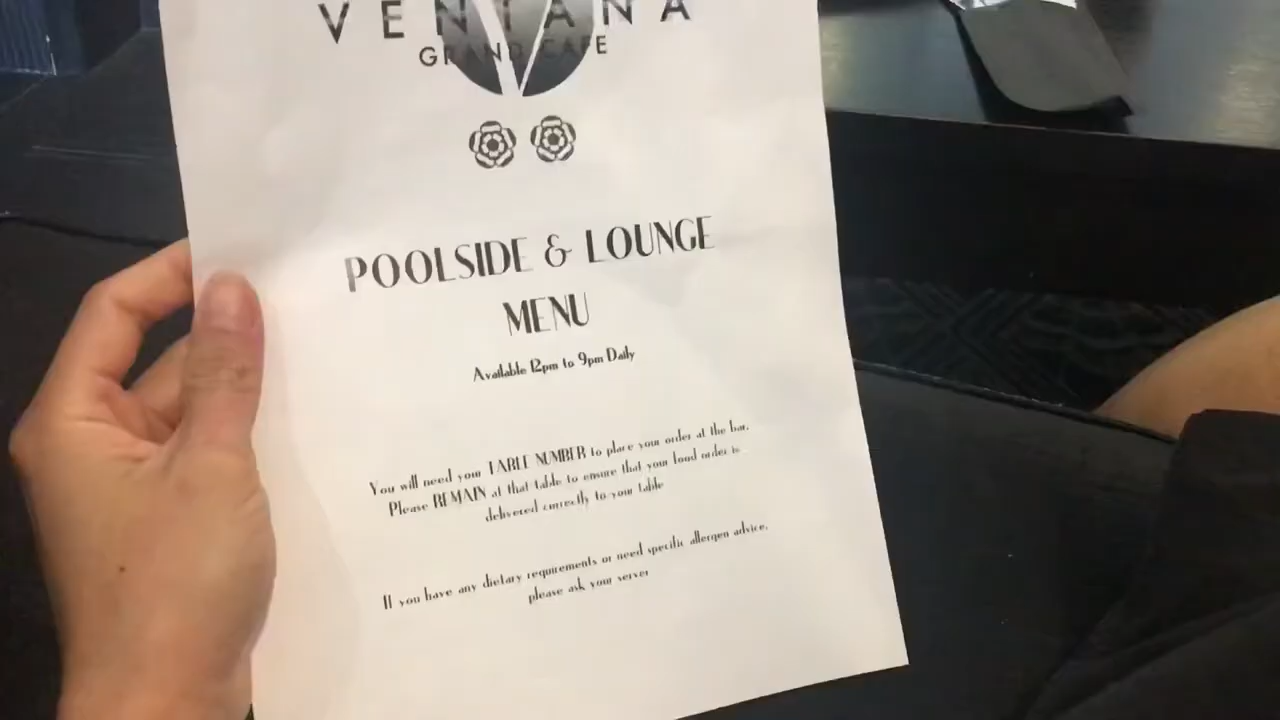 VENTANA
GRAND CAFE
POOLSIDE & LOUNGE
MENU
Available 12pm to 9pm Daily
You will need your TABLE NUMBER to place your order at the bar.
Please REMAIN at that table to ensure that your food order is
delivered correctly to your table
If you have any dietary requirements or need specific allergen advice,
please ask your server